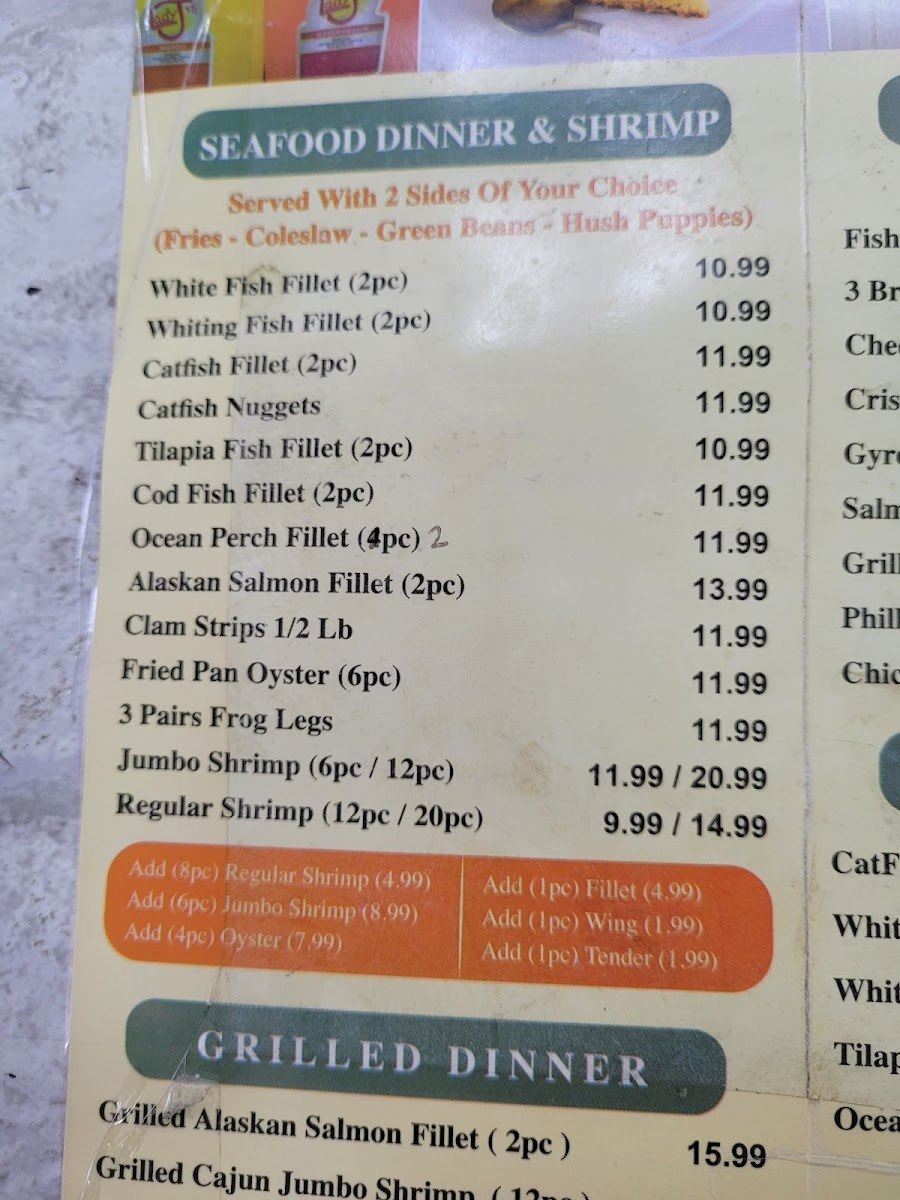 SEAFOOD DINNER & SHRIMP
Served With 2 Sides Of Your Choice
(Fries - Coleslaw - Green Beans - Hush Puppies)
White Fish Fillet (2pc) 10.99
Whiting Fish Fillet (2pc) 10.99
Catfish Fillet (2pc) 11.99
Catfish Nuggets 11.99
Tilapia Fish Fillet (2pc) 10.99
Cod Fish Fillet (2pc) 11.99
Ocean Perch Fillet (4pc) 2 11.99
Alaskan Salmon Fillet (2pc) 13.99
Clam Strips 1/2 Lb 11.99
Fried Pan Oyster (6pc) 11.99
3 Pairs Frog Legs 11.99
Jumbo Shrimp (6pc / 12pc) 11.99 / 20.99
Regular Shrimp (12pc / 20pc) 9.99 / 14.99
Add (8pc) Regular Shrimp (4.99)
Add (6pc) Jumbo Shrimp (8.99)
Add (4pc) Oyster (7.99)
Add (1pc) Fillet (4.99)
Add (1pc) Wing (1.99)
Add (1pc) Tender (1.99)
GRILLED DINNER
Grilled Alaskan Salmon Fillet ( 2pc ) 15.99
Grilled Cajun Jumbo Shrimp
Fish
3 Br
Che
Cris
Gyr
Salm
Grill
Phill
Chic
CatF
Whit
Whit
Tilap
Ocea